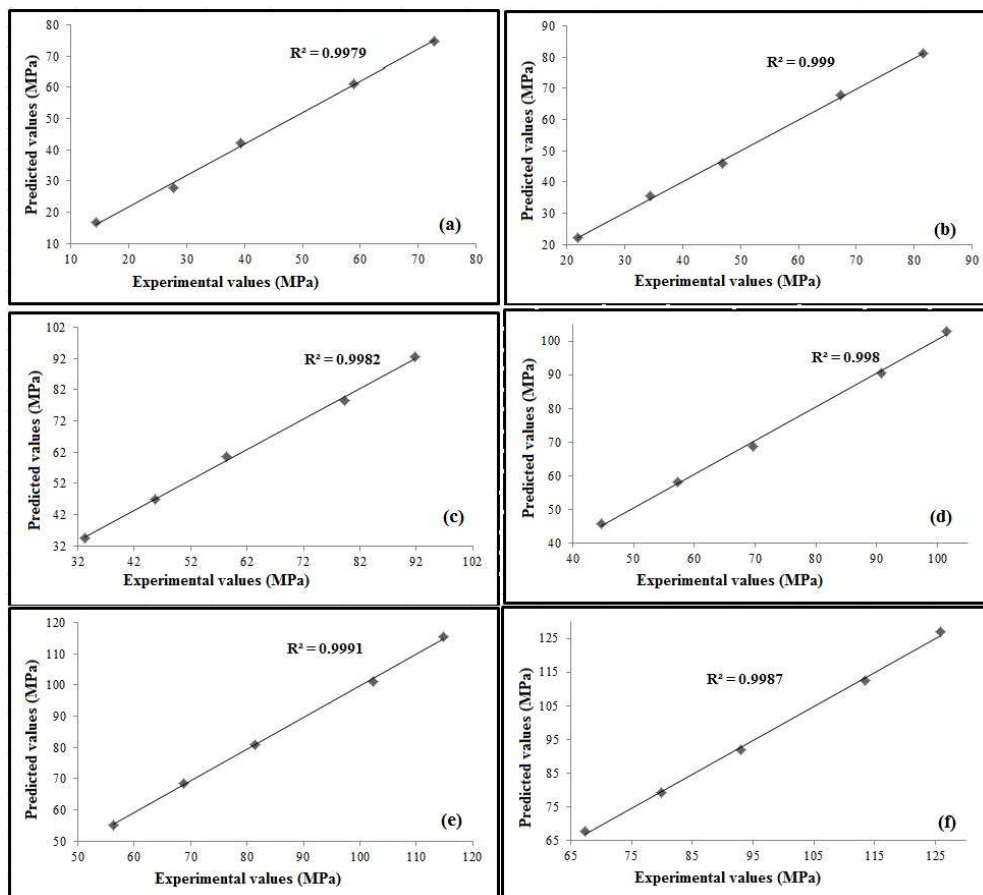 80
70
60
50
40
30
20
10
Predicted values (MPa)
R² = 0.9979
(a)
10 20 30 40 50 60 70 80
Experimental values (MPa)
90
80
70
60
50
40
30
20
Predicted values (MPa)
R² = 0.999
(b)
20 30 40 50 60 70 80 90
Experimental values (MPa)
102
92
82
72
62
52
42
32
Predicted values (MPa)
R² = 0.9982
(c)
32 42 52 62 72 82 92 102
Experimental values (MPa)
100
90
80
70
60
50
40
Predicted values (MPa)
R² = 0.998
(d)
40 50 60 70 80 90 100
Experimental values (MPa)
120
110
100
90
80
70
60
50
Predicted values (MPa)
R² = 0.9991
(e)
50 60 70 80 90 100 110 120
Experimental values (MPa)
125
115
105
95
85
75
65
Predicted values (MPa)
R² = 0.9987
(f)
65 75 85 95 105 115 125
Experimental values (MPa)